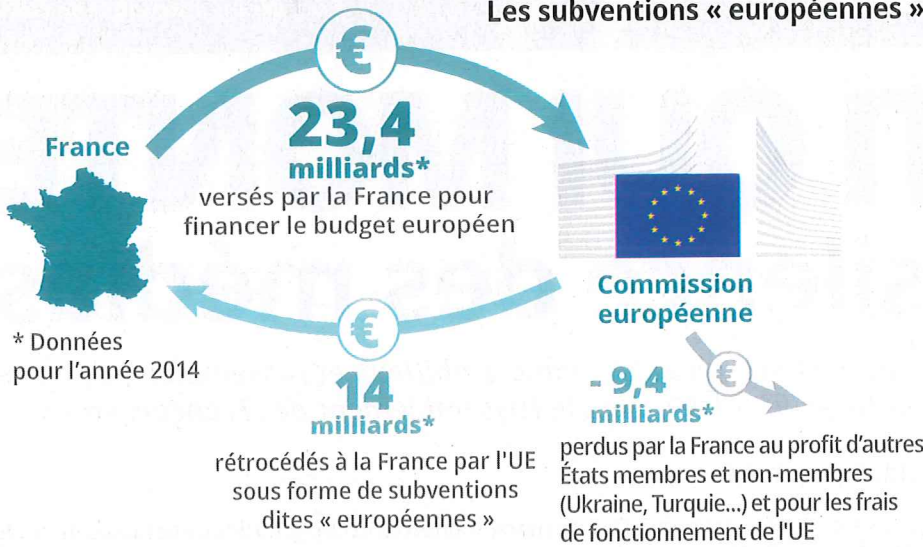 Les subventions « européennes »
€
23,4
milliards*
versés par la France pour
financer le budget européen
France
Commission
européenne
* Données
pour l'année 2014
€
14
milliards*
rétrocédés à la France par l'UE
sous forme de subventions
dites « européennes »
€
- 9,4
milliards*
perdus par la France au profit d'autres
États membres et non-membres
(Ukraine, Turquie...) et pour les frais
de fonctionnement de l'UE